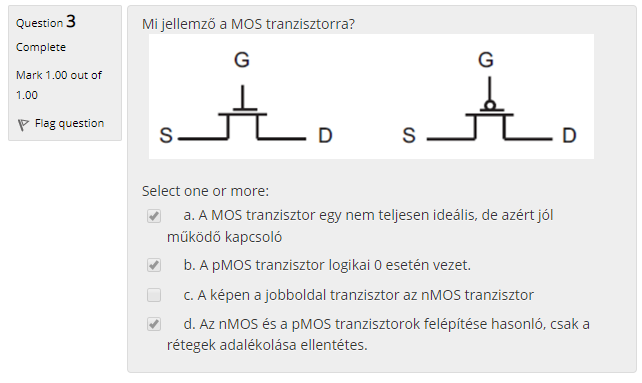 Question 3
Complete
Mark 1.00 out of
1.00
Flag question
Mi jellemző a MOS tranzisztorra?
G G
S D S D
Select one or more:
a. A MOS tranzisztor egy nem teljesen ideális, de azért jól
működő kapcsoló
b. A pMOS tranzisztor logikai 0 esetén vezet.
c. A képen a jobboldal tranzisztor az nMOS tranzisztor
d. Az nMOS és a pMOS tranzisztorok felépítése hasonló, csak a
rétegek adalékolása ellentétes.